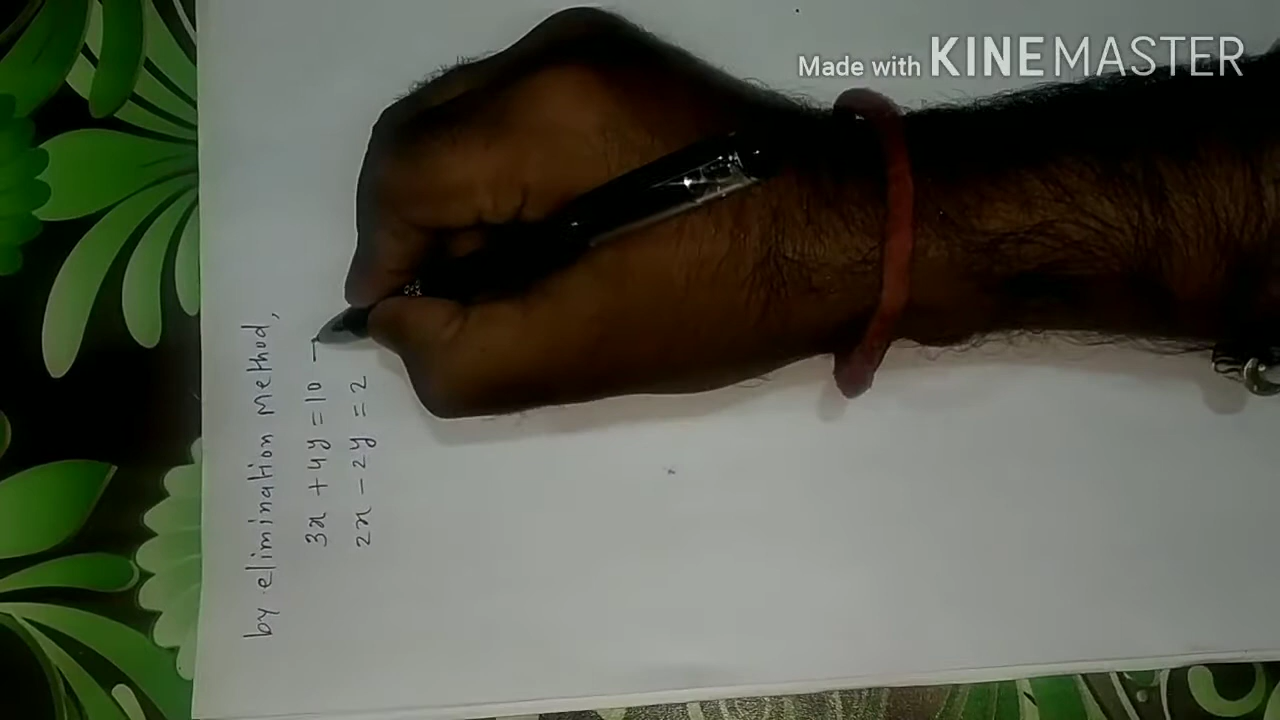 Made with KINEMASTER
by elimination method,
3x + 4y = 10 —
2x - 2y = 2